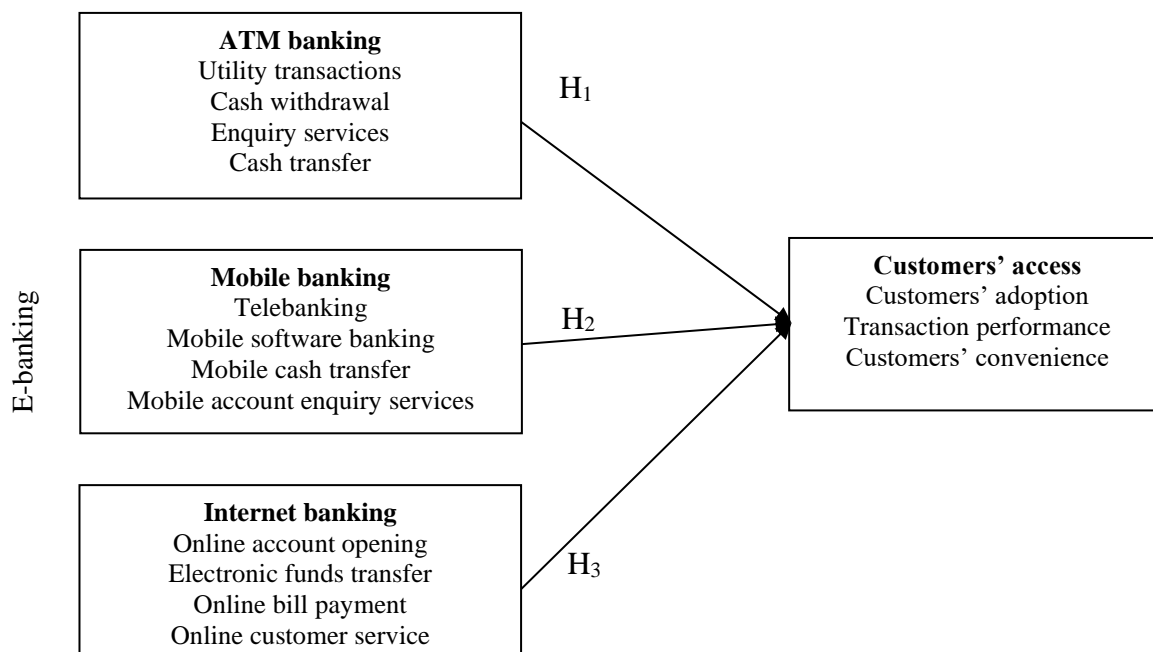 ATM banking
Utility transactions
Cash withdrawal
Enquiry services
Cash transfer
H₁
E-banking
Mobile banking
Telebanking
Mobile software banking
Mobile cash transfer
Mobile account enquiry services
H₂
Customers’ access
Customers’ adoption
Transaction performance
Customers’ convenience
Internet banking
Online account opening
Electronic funds transfer
Online bill payment
Online customer service
H₃